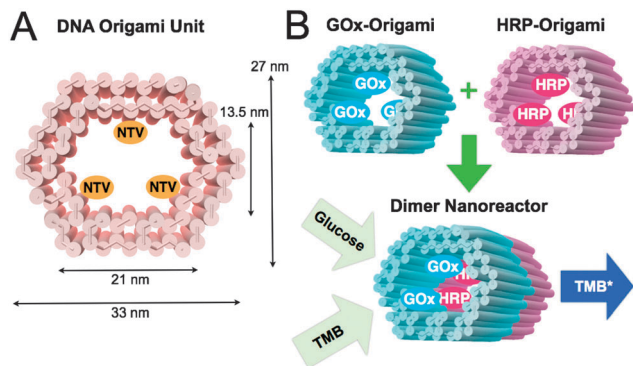 A
DNA Origami Unit
27 nm
13.5 nm
NTV
NTV
NTV
21 nm
33 nm
B
GOx-Origami
HRP-Origami
GOx
GOx
+
HRP
HRP
Dimer Nanoreactor
Glucose
TMB
GOx
GOx
HRP
TMB*